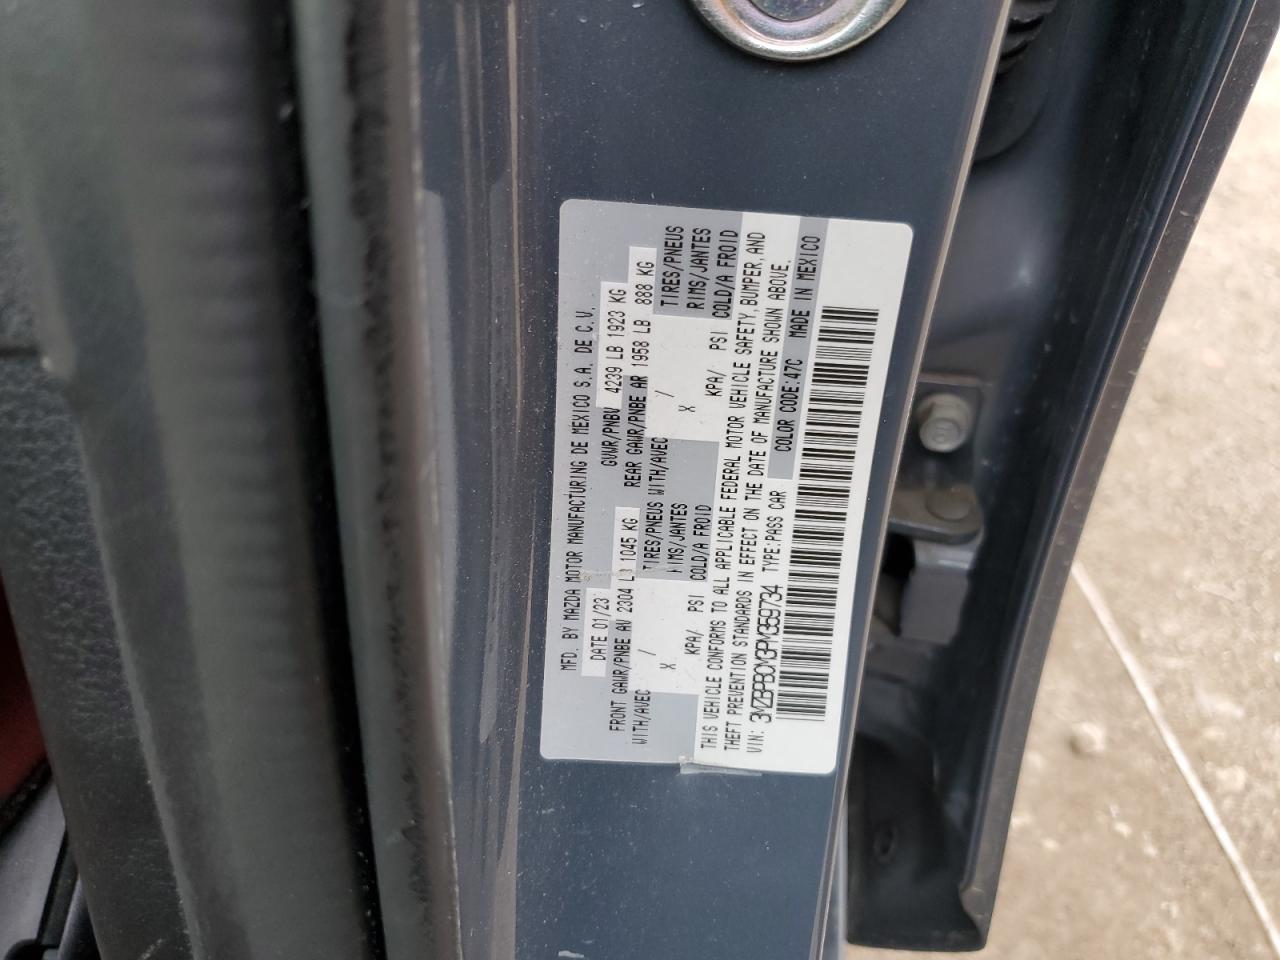 MFD. BY MAZDA MOTOR MANUFACTURING DE MEXICO S.A. DE C.V.
DATE 01/23 GVWR/PNBV 4239 LB 1923 KG
FRONT GAWR/PNBE AV 2304 LB 1045 KG REAR GAWR/PNBE AR 1958 LB 888 KG
WITH/AVEC / TIRES/PNEUS WITH/AVEC / TIRES/PNEUS
X RIMS/JANTES X RIMS/JANTES
KPA/ PSI COLD/A FROID KPA/ PSI COLD/A FROID
THIS VEHICLE CONFORMS TO ALL APPLICABLE FEDERAL MOTOR VEHICLE SAFETY, BUMPER, AND
THEFT PREVENTION STANDARDS IN EFFECT ON THE DATE OF MANUFACTURE SHOWN ABOVE.
VIN: 3MZBPBCM3PM359734 TYPE:PASS CAR COLOR CODE:47C MADE IN MEXICO